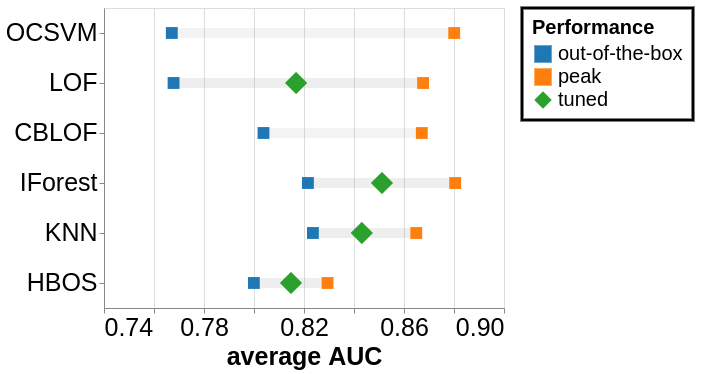 OCSVM
LOF
CBLOF
IForest
KNN
HBOS
0.74 0.78 0.82 0.86 0.90
average AUC
Performance
out-of-the-box
peak
tuned